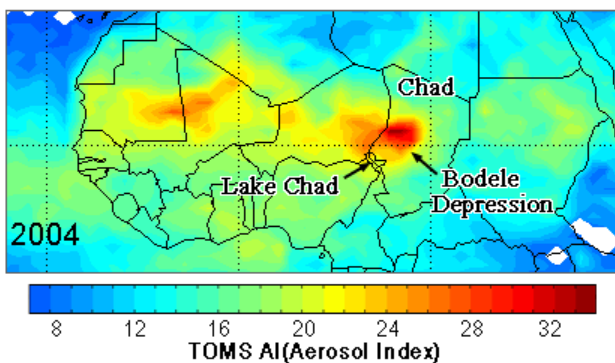 Chad
Lake Chad
Bodele
Depression
2004
8 12 16 20 24 28 32
TOMS AI(Aerosol Index)